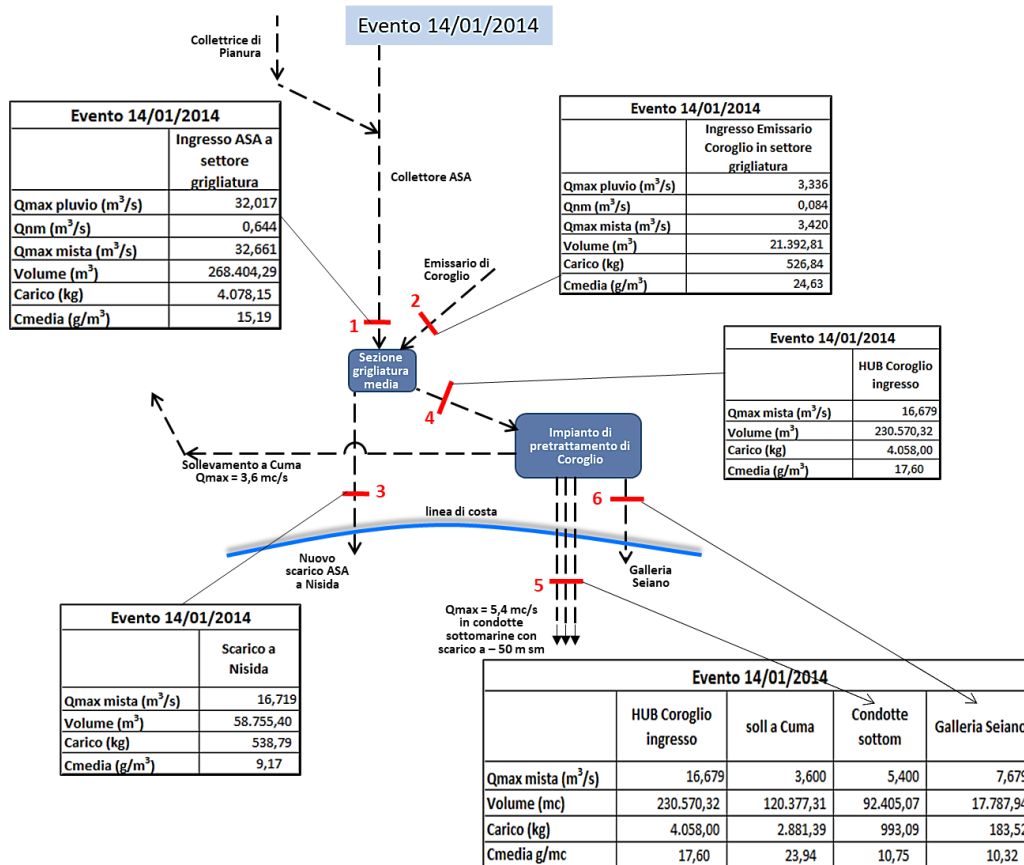 Evento 14/01/2014
Collettrice di
Pianura
Evento 14/01/2014
Ingresso ASA a
settore
grigliatura
Qmax pluvio (m³/s) 32,017
Qnm (m³/s) 0,644
Qmax mista (m³/s) 32,661
Volume (m³) 268.404,29
Carico (kg) 4.078,15
Cmedia (g/m³) 15,19
Collettore ASA
Evento 14/01/2014
Ingresso Emissario
Coroglio in settore
grigliatura
Qmax pluvio (m³/s) 3,336
Qnm (m³/s) 0,084
Qmax mista (m³/s) 3,420
Volume (m³) 21.392,81
Carico (kg) 526,84
Cmedia (g/m³) 24,63
Emissario di
Coroglio
1
2
Sezione
grigliatura
media
4
Evento 14/01/2014
HUB Coroglio
ingresso
Qmax mista (m³/s) 16,679
Volume (m³) 230.570,32
Carico (kg) 4.058,00
Cmedia (g/m³) 17,60
Impianto di
pretrattamento di
Coroglio
Sollevamento a Cuma
Qmax = 3,6 mc/s
3
6
linea di costa
Nuovo
scarico ASA
a Nisida
Galleria
Seiano
5
Qmax = 5,4 mc/s
in condotte
sottomarine con
scarico a – 50 m sm
Evento 14/01/2014
Scarico a
Nisida
Qmax mista (m³/s) 16,719
Volume (m³) 58.755,40
Carico (kg) 538,79
Cmedia (g/m³) 9,17
Evento 14/01/2014
HUB Coroglio
ingresso
soll a Cuma
Condotte
sottom
Galleria Seiano
Qmax mista (m³/s) 16,679 3,600 5,400 7,679
Volume (mc) 230.570,32 120.377,31 92.405,07 17.787,94
Carico (kg) 4.058,00 2.881,39 993,09 183,52
Cmedia g/mc 17,60 23,94 10,75 10,32